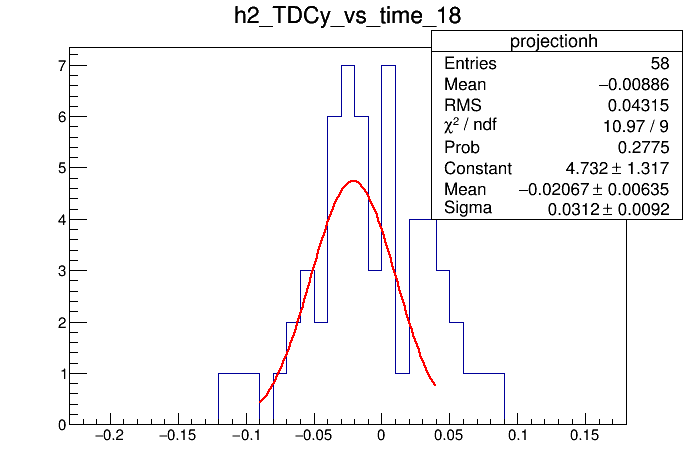 h2_TDCy_vs_time_18
projectionh
Entries 58
Mean −0.00886
RMS 0.04315
χ² / ndf 10.97 / 9
Prob 0.2775
Constant 4.732 ± 1.317
Mean −0.02067 ± 0.00635
Sigma 0.0312 ± 0.0092
7
6
5
4
3
2
1
0
−0.2 −0.15 −0.1 −0.05 0 0.05 0.1 0.15